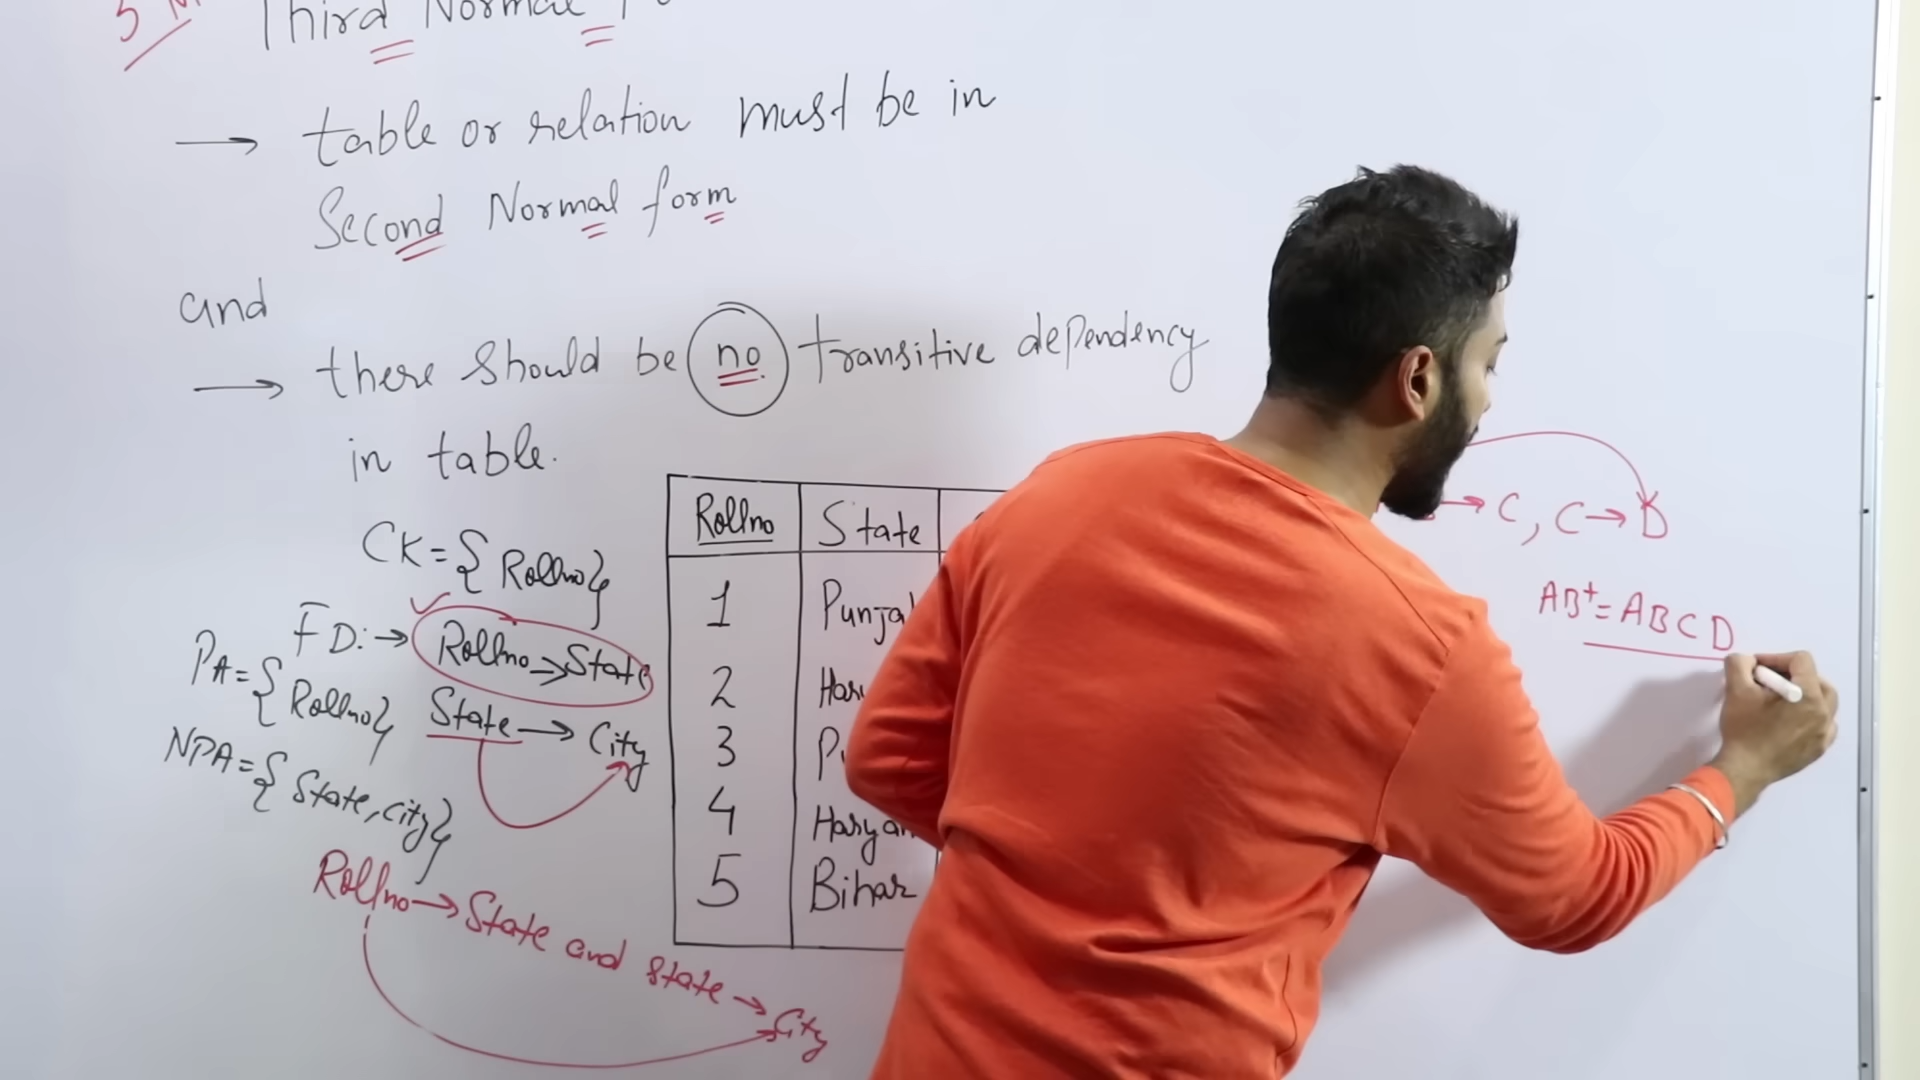 Third Normal
→ table or relation must be in
Second Normal form
and
→ there should be no transitive dependency
in table.
CK = { Rollno }
FD: → Rollno → State
PA = { Rollno }
State → City
NPA = { State, City }
Rollno → State and State → City
Rollno State
1 Punjab
2
3
4 Haryan
5 Bihar
→ C, C → D
AB⁺ = ABCD